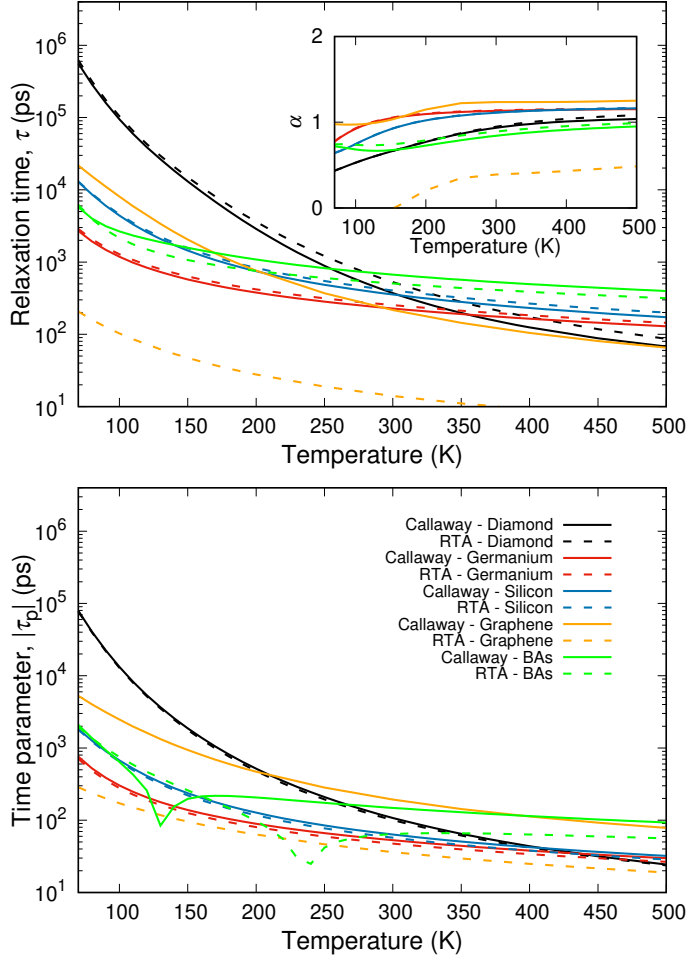 10^6
10^5
10^4
10^3
10^2
10^1
Relaxation time, τ (ps)
2
1
0
α
100 200 300 400 500
Temperature (K)
100 150 200 250 300 350 400 450 500
Temperature (K)
10^6
10^5
10^4
10^3
10^2
10^1
Time parameter, |τ_p| (ps)
Callaway - Diamond
RTA - Diamond
Callaway - Germanium
RTA - Germanium
Callaway - Silicon
RTA - Silicon
Callaway - Graphene
RTA - Graphene
Callaway - BAs
RTA - BAs
100 150 200 250 300 350 400 450 500
Temperature (K)